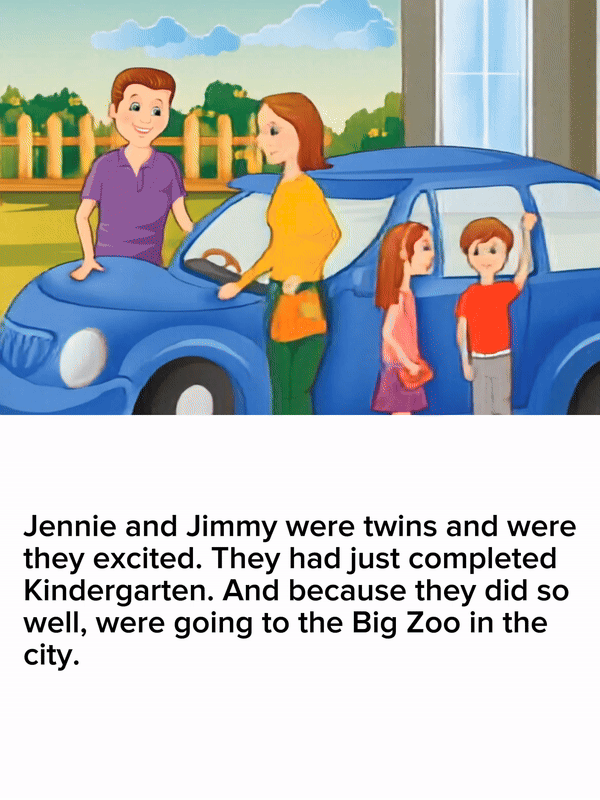 Jennie and Jimmy were twins and were
they excited. They had just completed
Kindergarten. And because they did so
well, were going to the Big Zoo in the
city.